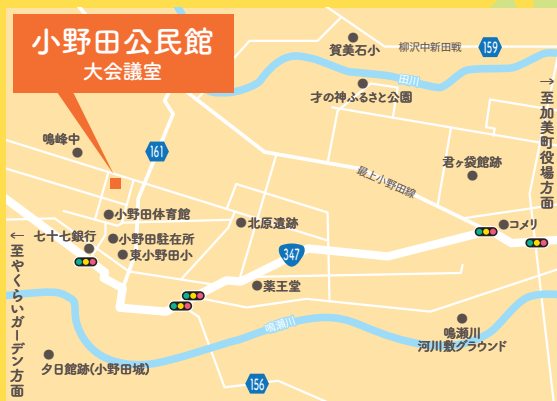 小野田公民館
大会議室
賀美石小
柳沢中新田戦
159
田川
才の神ふるさと公園
→至加美町役場方面
鳴峰中
161
君ヶ袋館跡
最上小野田線
小野田体育館
北原遺跡
コメリ
七十七銀行
小野田駐在所
東小野田小
347
←至やくらいガーデン方面
薬王堂
鳴瀬川
鳴瀬川
河川敷グラウンド
夕日館跡(小野田城)
156